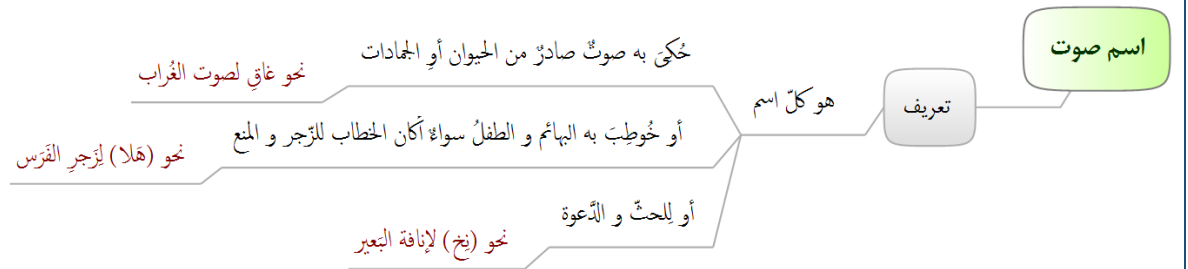 اسم صوت
تعريف
هو كلّ اسم
حُكيَ به صوتٌ صادرٌ من الحيوان أوِ الجمادات
نحو غاقِ لصوت الغُراب
أو خُوطِبَ به البهائم و الطفلُ سواءٌ أكان الخطاب للزّجر و المنع
نحو (هَلا) لِزَجرِ الفَرَس
أو لِلحثّ و الدَّعوة
نحو (نِخ) لإنافة البَعير